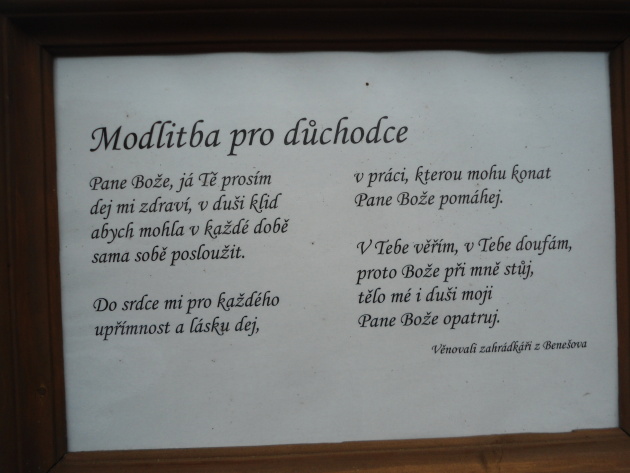 Modlitba pro důchodce
Pane Bože, já Tě prosím
dej mi zdraví, v duši klid
abych mohla v každé době
sama sobě posloužit.
Do srdce mi pro každého
upřímnost a lásku dej,
v práci, kterou mohu konat
Pane Bože pomáhej.
V Tebe věřím, v Tebe doufám,
proto Bože při mně stůj,
tělo mé i duši moji
Pane Bože opatruj.
Věnovali zahrádkáři z Benešova